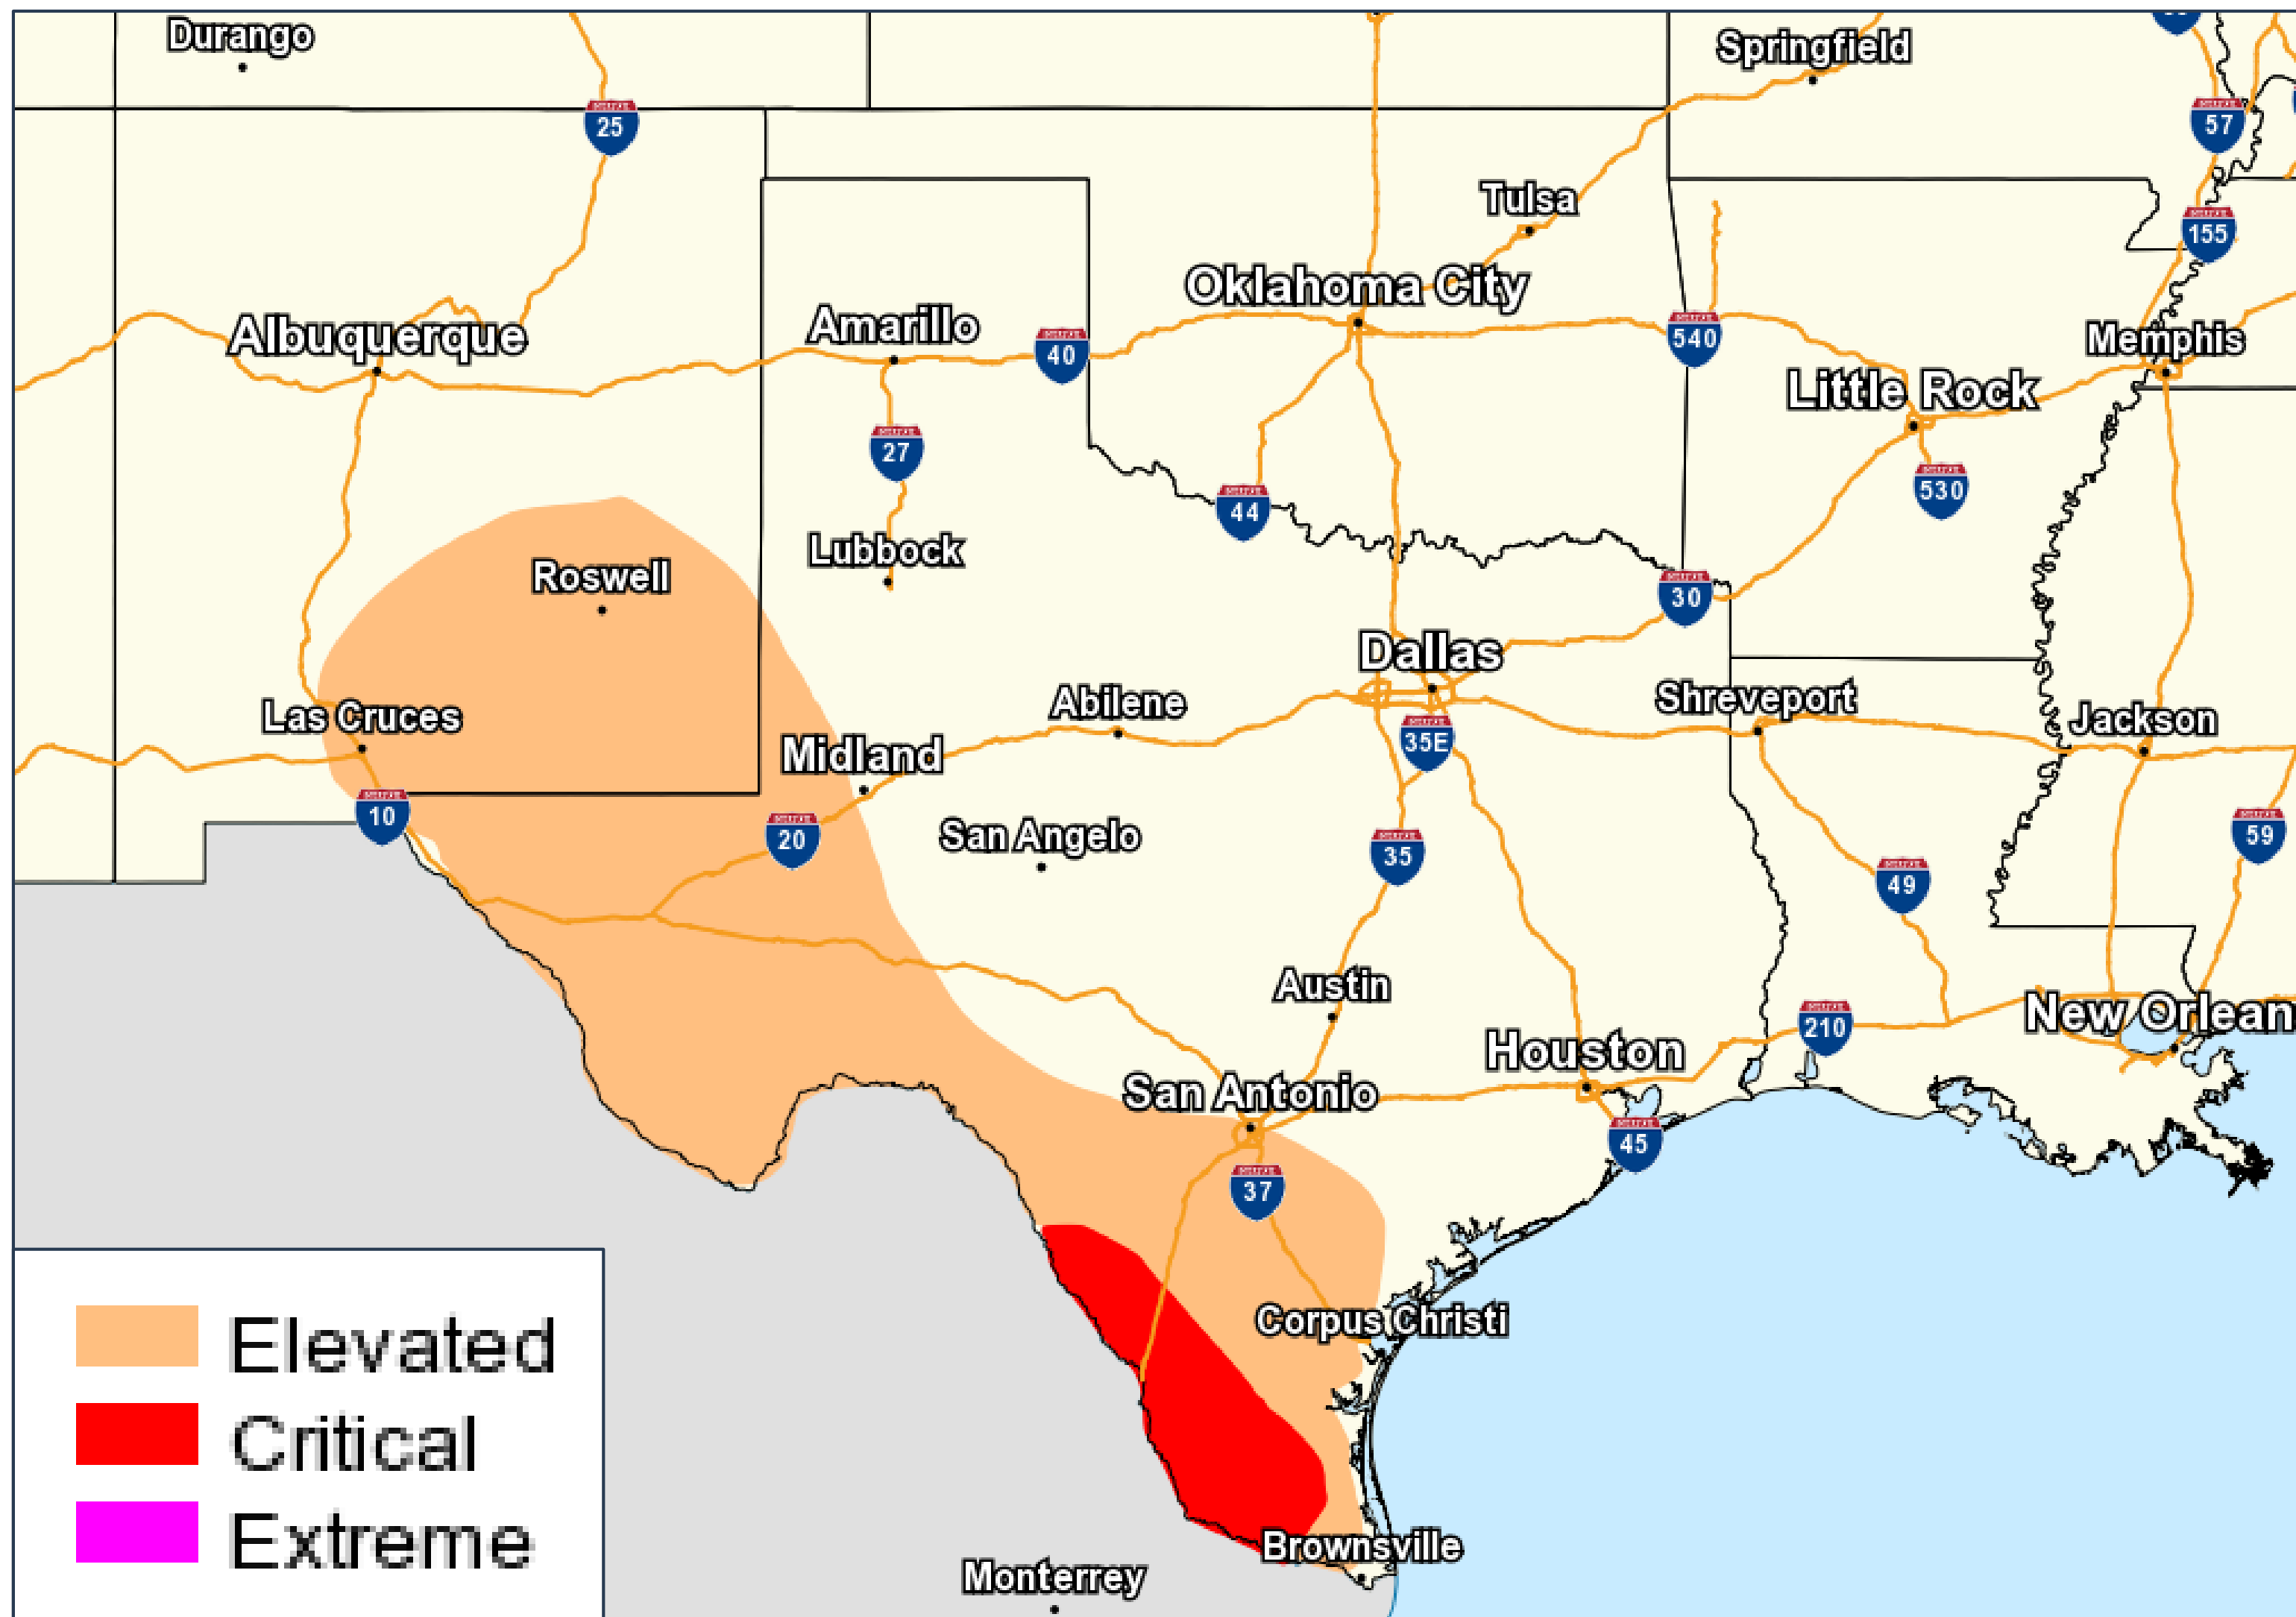 Durango
Springfield
25
57
Tulsa
155
Oklahoma City
Albuquerque
Amarillo
40
540
Memphis
Little Rock
27
530
44
Lubbock
Roswell
30
Dallas
Las Cruces
Abilene
Shreveport
Jackson
Midland
35E
10
20
San Angelo
35
59
49
Austin
210
New Orlean
Houston
San Antonio
45
37
Corpus Christi
Elevated
Critical
Extreme
Brownsville
Monterrey